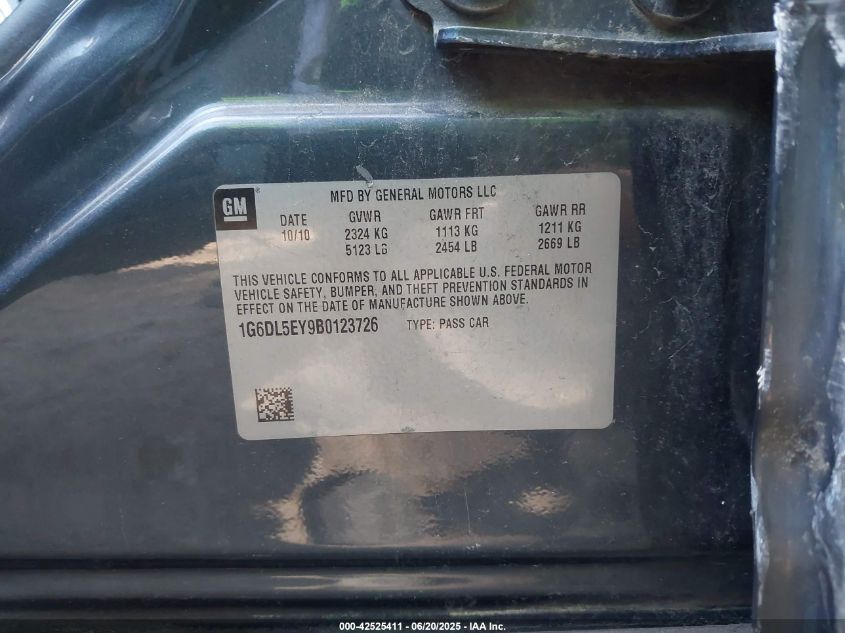 GM ® MFD BY GENERAL MOTORS LLC
DATE GVWR GAWR FRT GAWR RR
10/10 2324 KG 1113 KG 1211 KG
5123 LB 2454 LB 2669 LB
THIS VEHICLE CONFORMS TO ALL APPLICABLE U.S. FEDERAL MOTOR
VEHICLE SAFETY, BUMPER, AND THEFT PREVENTION STANDARDS IN
EFFECT ON THE DATE OF MANUFACTURE SHOWN ABOVE.
1G6DL5EY9B0123726 TYPE: PASS CAR
000-42525411 - 06/20/2025 - IAA Inc.